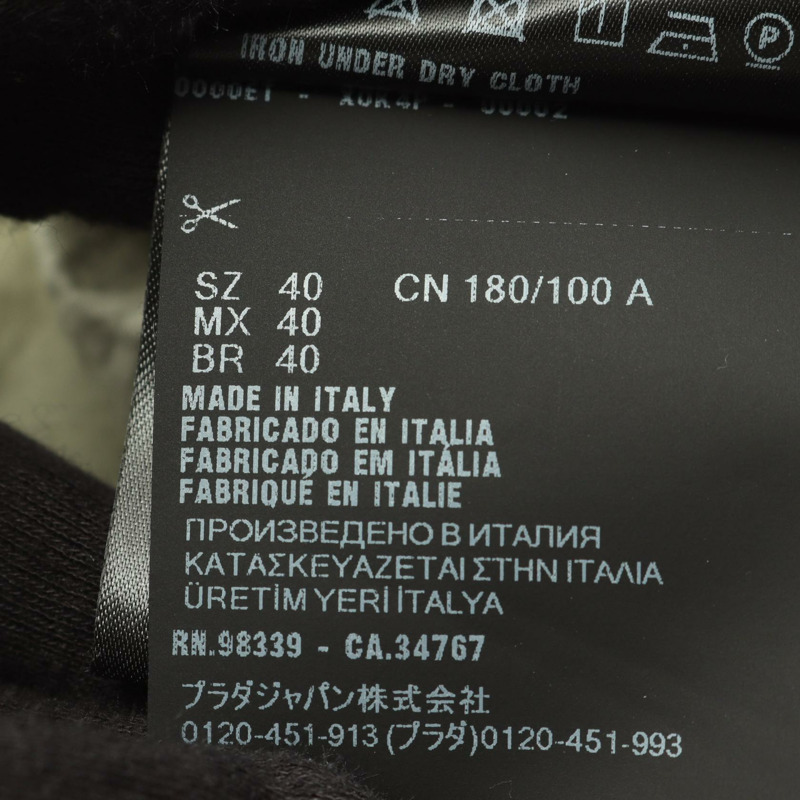 IRON UNDER DRY CLOTH
SZ 40 CN 180/100 A
MX 40
BR 40
MADE IN ITALY
FABRICADO EN ITALIA
FABRICADO EM ITÁLIA
FABRIQUÉ EN ITALIE
ПРОИЗВЕДЕНО В ИТАЛИЯ
ΚΑΤΑΣΚΕΥΑΖΕΤΑΙ ΣΤΗΝ ΙΤΑΛΙΑ
ÜRETİM YERİ İTALYA
RN.98339 - CA.34767
プラダジャパン株式会社
0120-451-913 (プラダ)0120-451-993